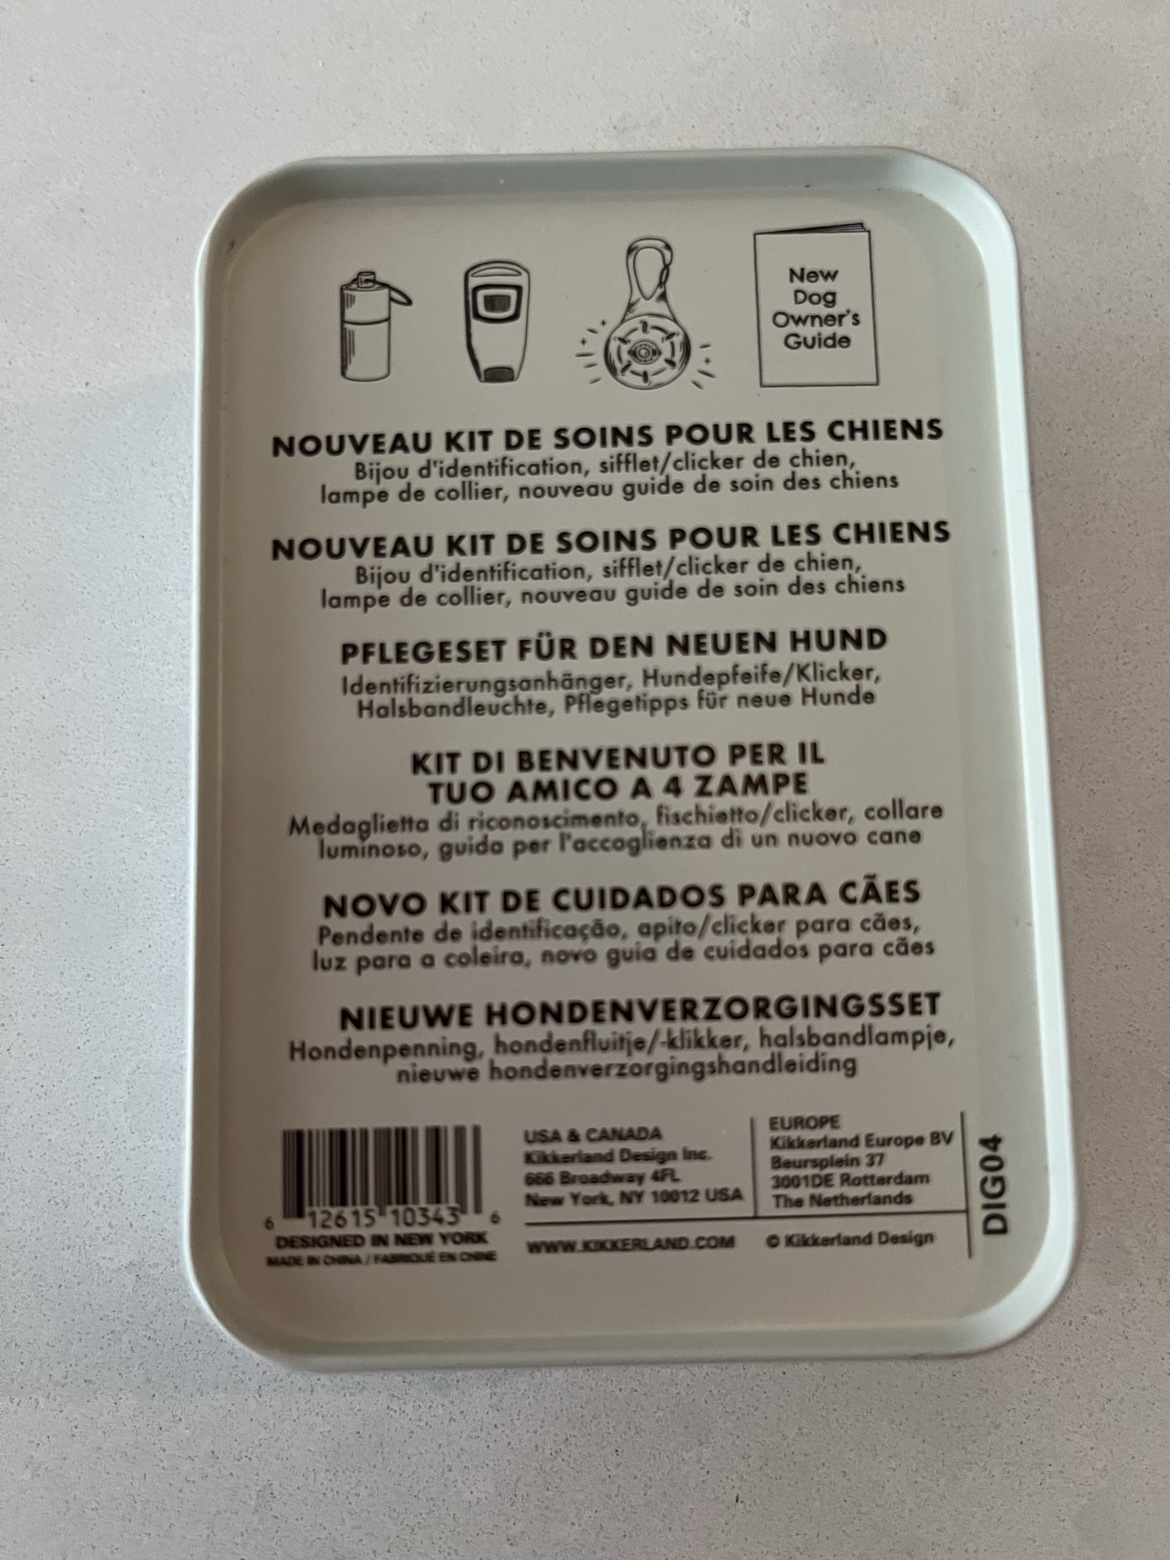 New
Dog
Owner's
Guide
NOUVEAU KIT DE SOINS POUR LES CHIENS
Bijou d'identification, sifflet/clicker de chien,
lampe de collier, nouveau guide de soin des chiens
NOUVEAU KIT DE SOINS POUR LES CHIENS
Bijou d'identification, sifflet/clicker de chien,
lampe de collier, nouveau guide de soin des chiens
PFLEGESET FÜR DEN NEUEN HUND
Identifizierungsanhänger, Hundepfeife/Klicker,
Halsbandleuchte, Pflegetipps für neue Hunde
KIT DI BENVENUTO PER IL
TUO AMICO A 4 ZAMPE
Medaglietta di riconoscimento, fischietto/clicker, collare
luminoso, guida per l'accoglienza di un nuovo cane
NOVO KIT DE CUIDADOS PARA CÃES
Pendente de identificação, apito/clicker para cães,
luz para a coleira, novo guia de cuidados para cães
NIEUWE HONDENVERZORGINGSSET
Hondenpenning, hondenfluitje/-klikker, halsbandlampje,
nieuwe hondenverzorgingshandleiding
6 12615 10343 6
DESIGNED IN NEW YORK
MADE IN CHINA / FABRIQUÉ EN CHINE
USA & CANADA
Kikkerland Design Inc.
666 Broadway 4FL
New York, NY 10012 USA
EUROPE
Kikkerland Europe BV
Beursplein 37
3001DE Rotterdam
The Netherlands
WWW.KIKKERLAND.COM
© Kikkerland Design
DIG04